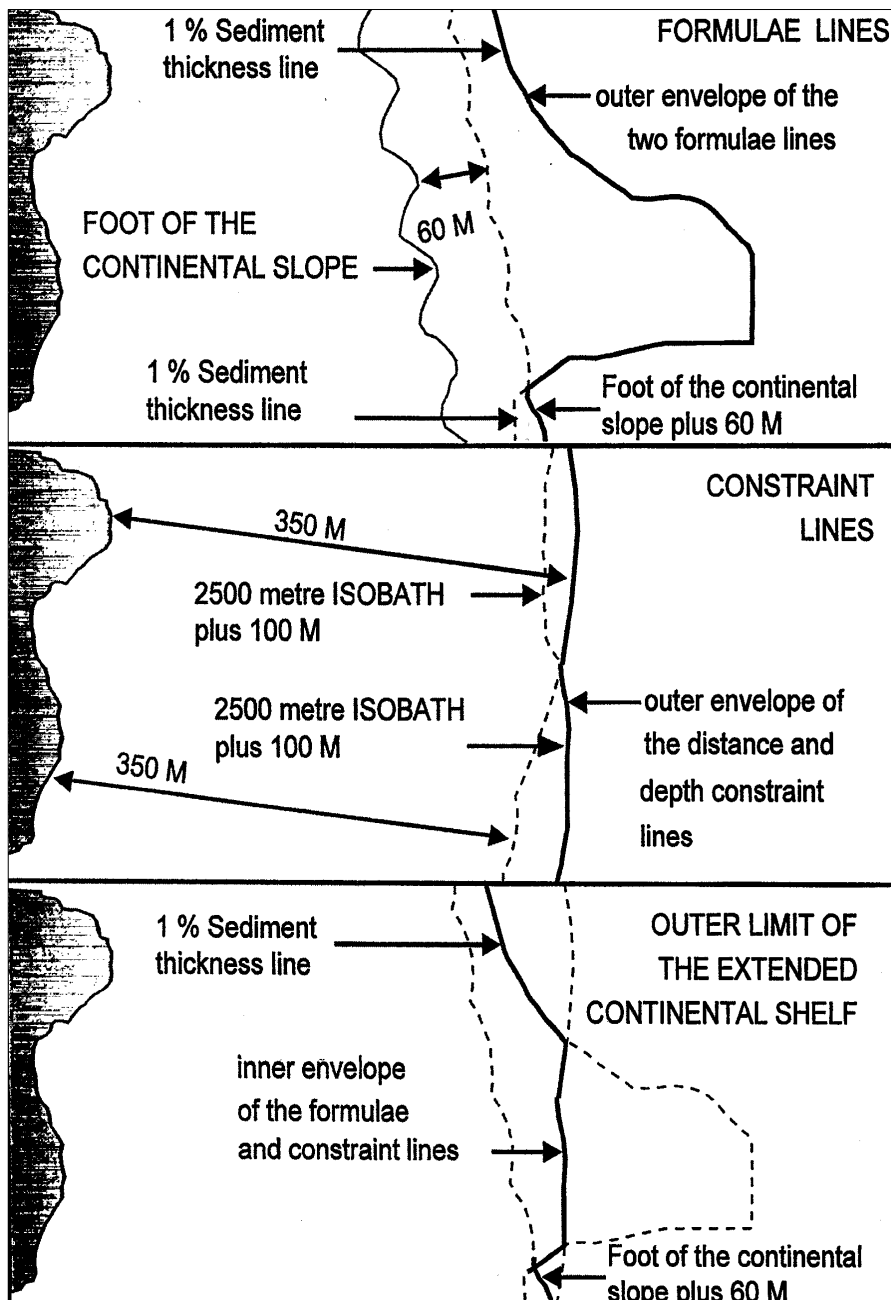 1 % Sediment
thickness line
FORMULAE LINES
outer envelope of the
two formulae lines
60 M
FOOT OF THE
CONTINENTAL SLOPE
1 % Sediment
thickness line
Foot of the continental
slope plus 60 M
CONSTRAINT
LINES
350 M
2500 metre ISOBATH
plus 100 M
2500 metre ISOBATH
plus 100 M
outer envelope of
the distance and
depth constraint
lines
350 M
1 % Sediment
thickness line
OUTER LIMIT OF
THE EXTENDED
CONTINENTAL SHELF
inner envelope
of the formulae
and constraint lines
Foot of the continental
slope plus 60 M